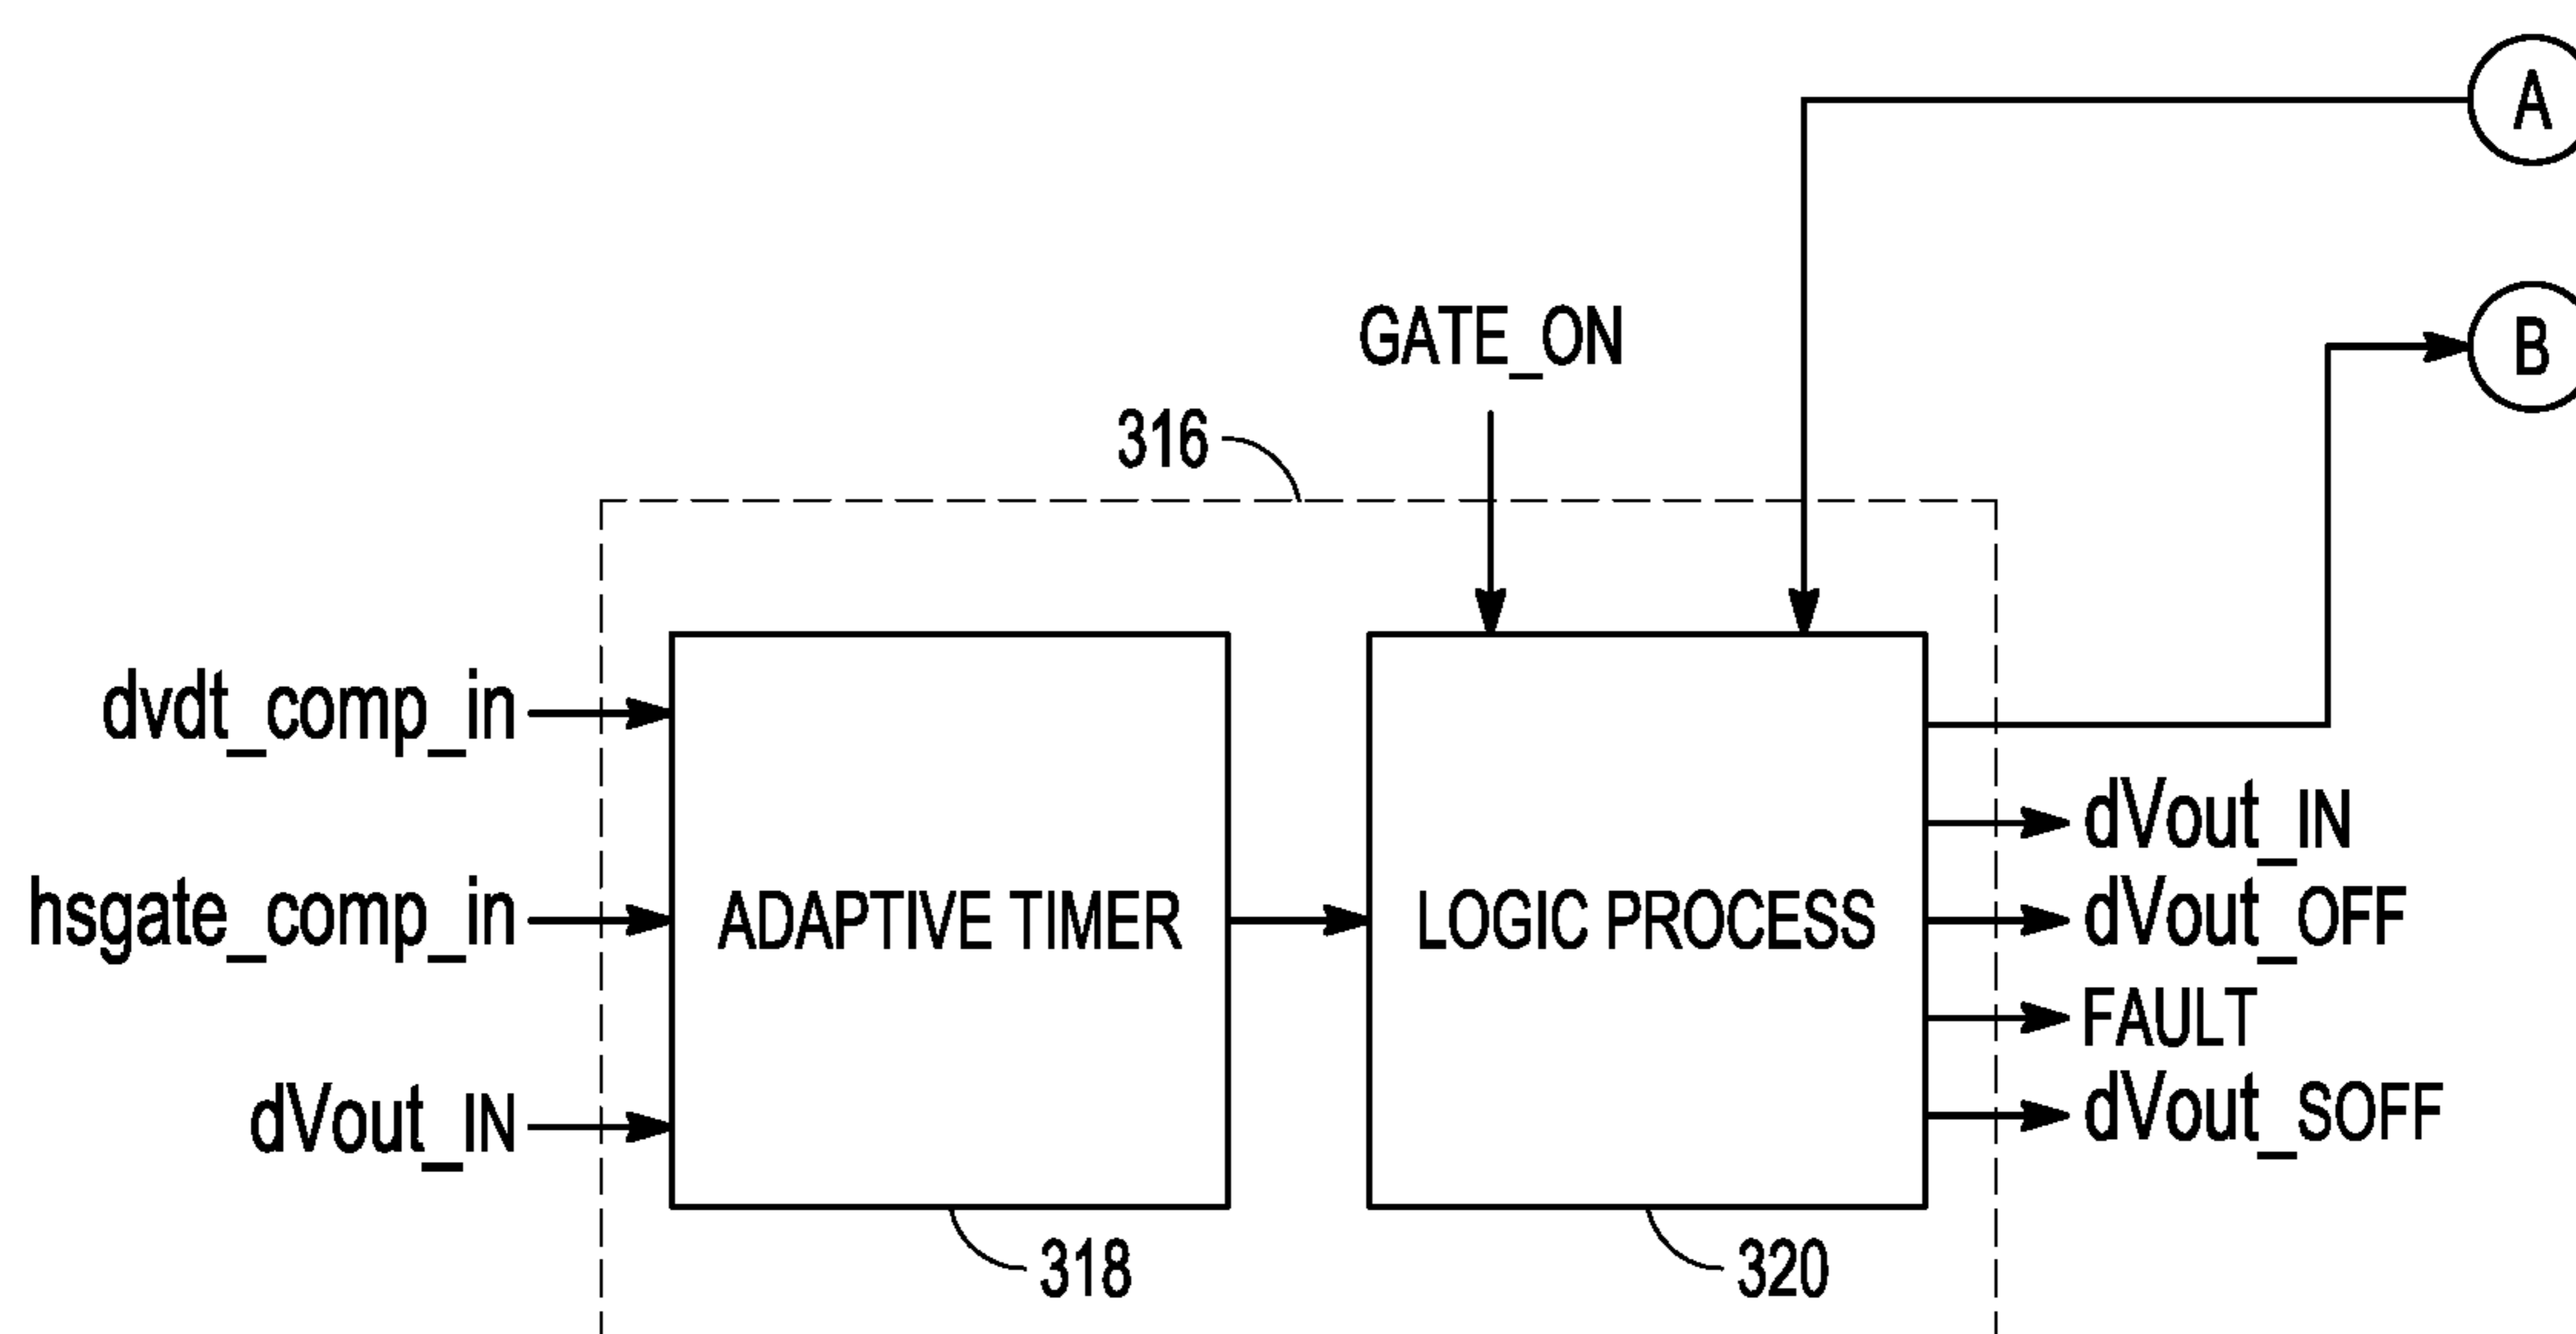 A
B
GATE_ON
316
dvdt_comp_in
hsgate_comp_in
dVout_IN
ADAPTIVE TIMER
LOGIC PROCESS
dVout_IN
dVout_OFF
FAULT
dVout_SOFF
318
320